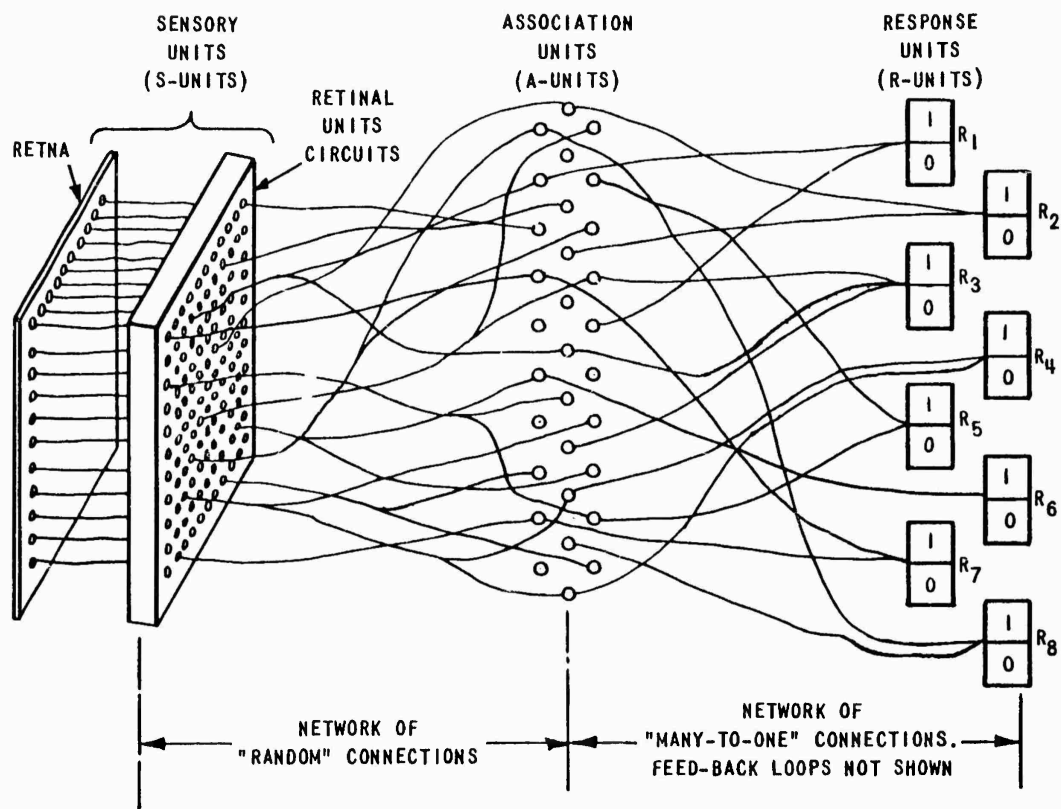 SENSORY
UNITS
(S-UNITS)
ASSOCIATION
UNITS
(A-UNITS)
RESPONSE
UNITS
(R-UNITS)
RETNA
RETINAL
UNITS
CIRCUITS
1
0
R1
1
0
R2
1
0
R3
1
0
R4
1
0
R5
1
0
R6
1
0
R7
1
0
R8
NETWORK OF
"RANDOM" CONNECTIONS
NETWORK OF
"MANY-TO-ONE" CONNECTIONS.
FEED-BACK LOOPS NOT SHOWN